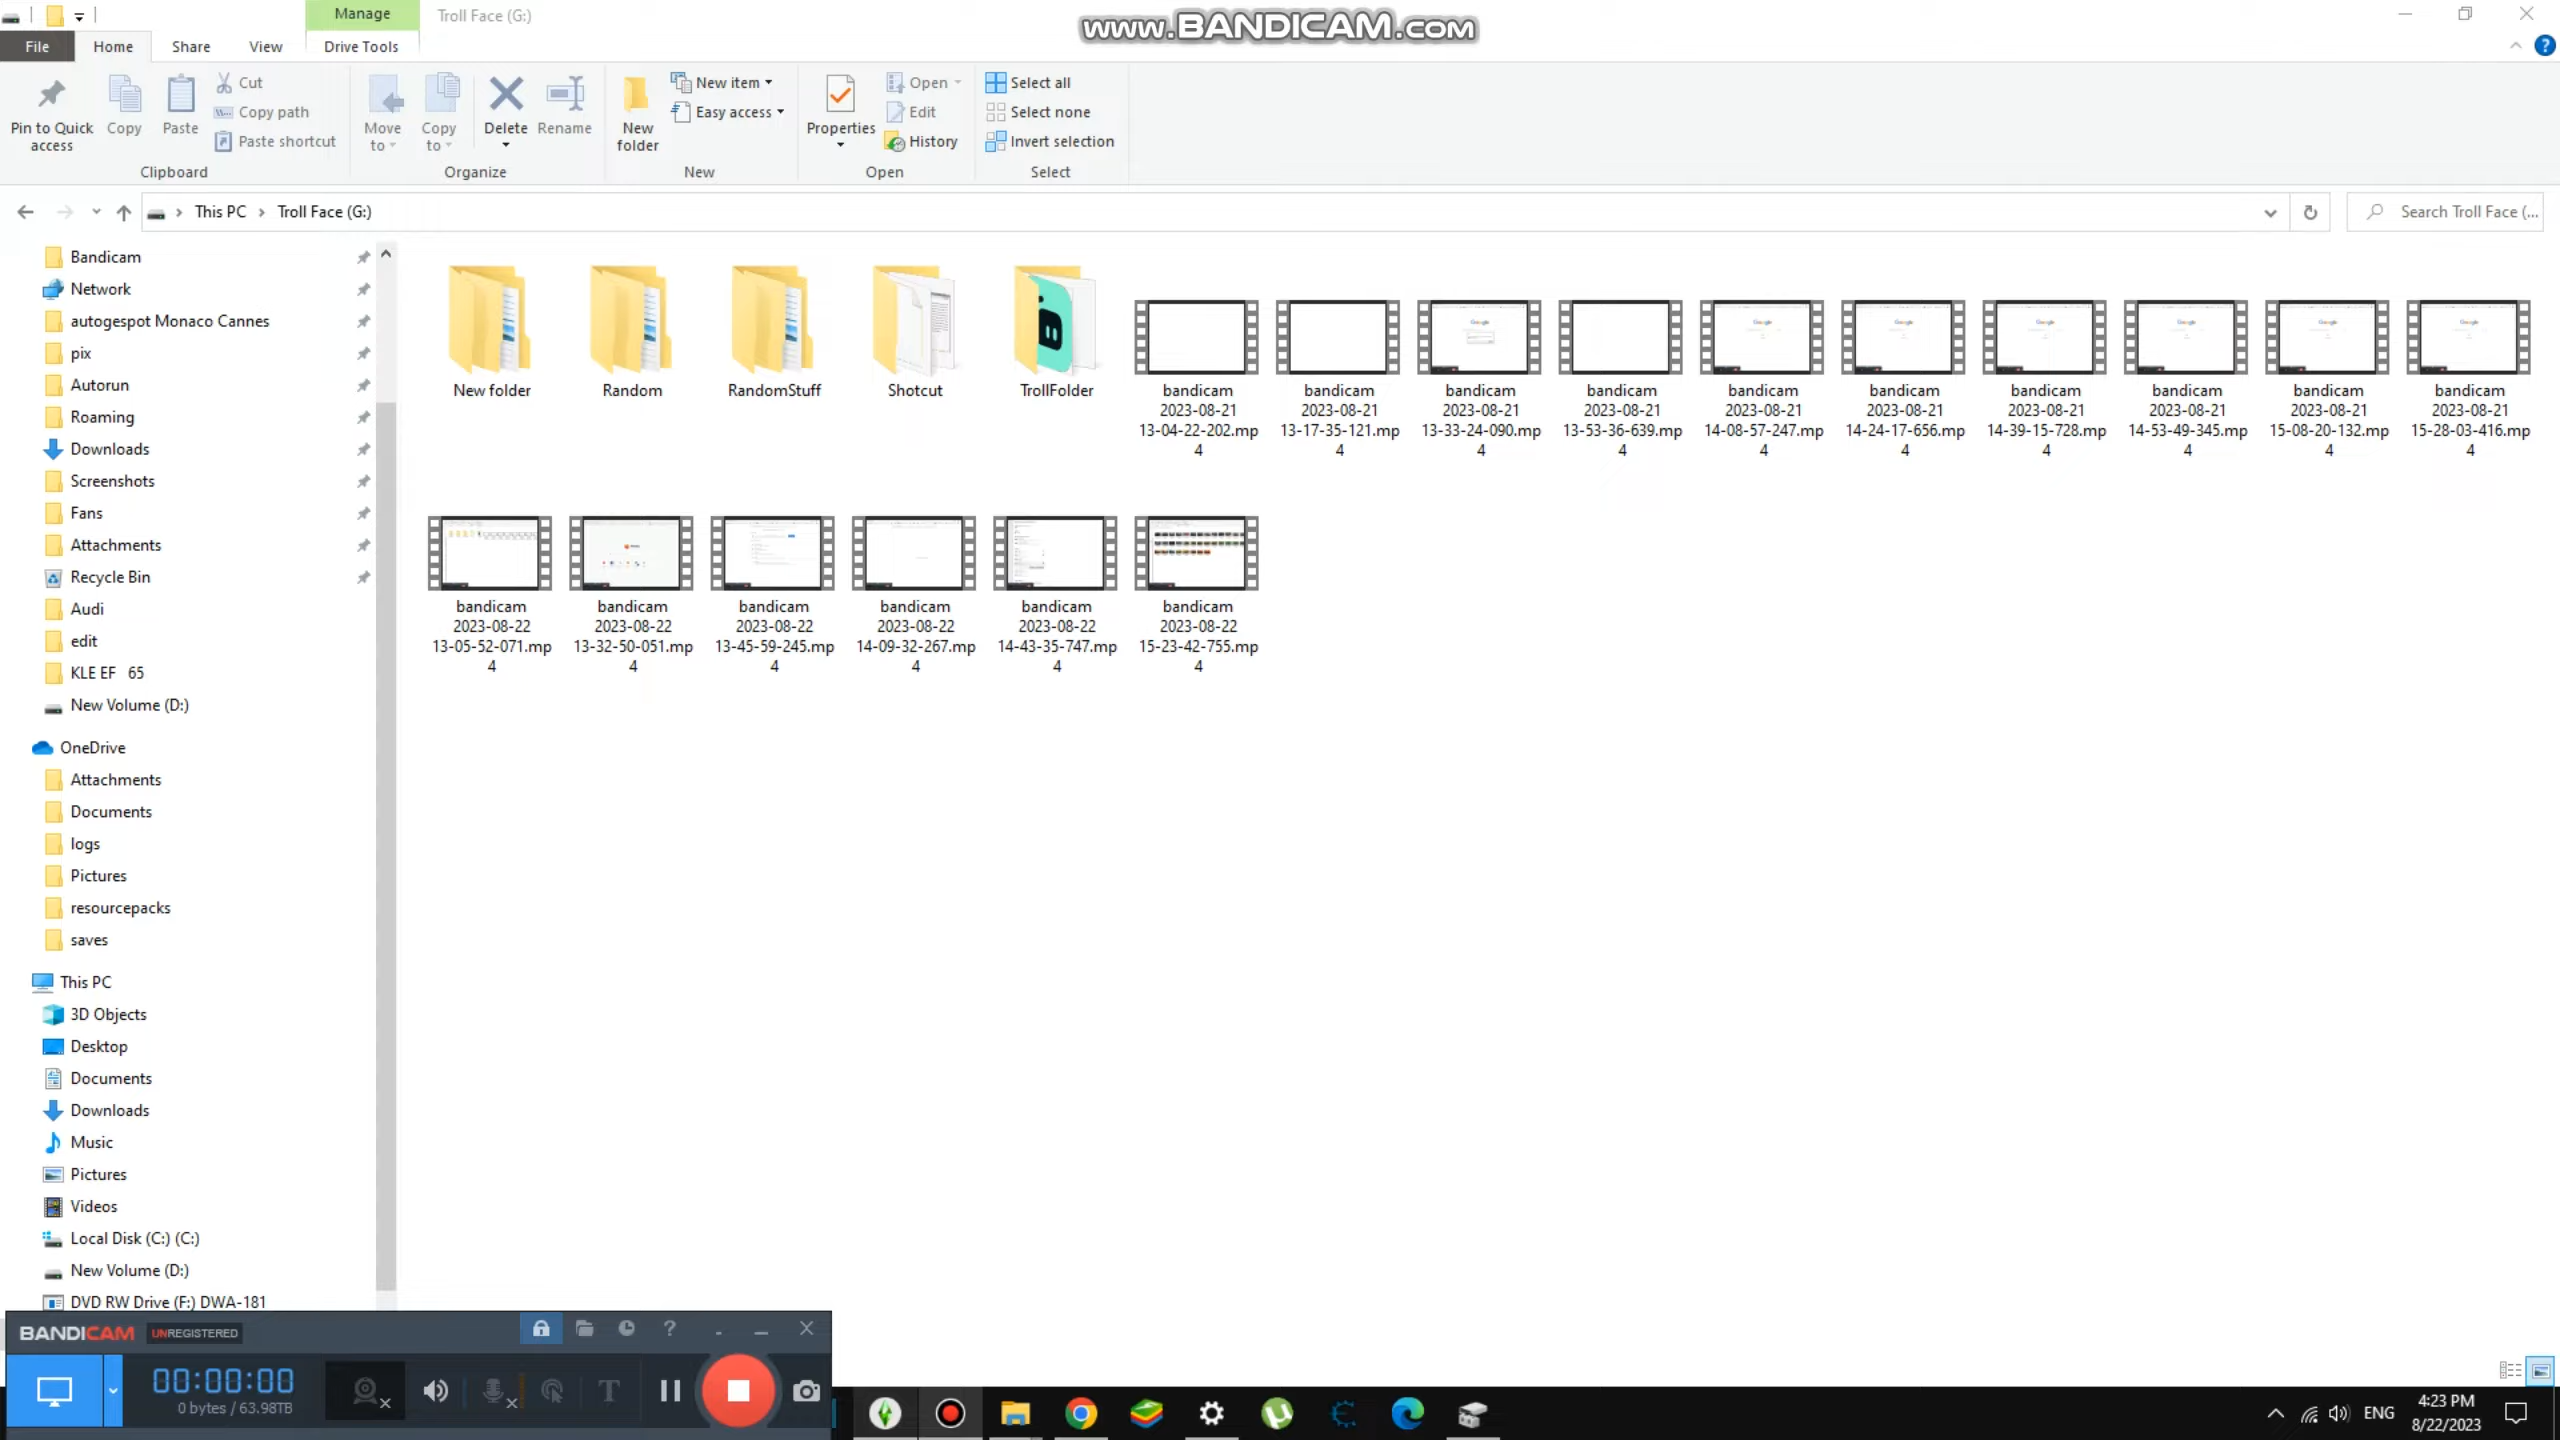 Manage
Troll Face (G:)
www.BANDICAM.com
File
Home
Share
View
Drive Tools
Pin to Quick
access
Copy
Paste
Cut
Copy path
Paste shortcut
Clipboard
Move
to
Copy
to
Delete
Rename
Organize
New
folder
New item
Easy access
New
Properties
Open
Edit
History
Open
Select all
Select none
Invert selection
Select
This PC
Troll Face (G:)
Search Troll Face (...
Bandicam
Network
autogespot Monaco Cannes
pix
Autorun
Roaming
Downloads
Screenshots
Fans
Attachments
Recycle Bin
Audi
edit
KLE EF 65
New Volume (D:)
OneDrive
Attachments
Documents
logs
Pictures
resourcepacks
saves
This PC
3D Objects
Desktop
Documents
Downloads
Music
Pictures
Videos
Local Disk (C:) (C:)
New Volume (D:)
DVD RW Drive (F:) DWA-181
New folder
Random
RandomStuff
Shotcut
TrollFolder
bandicam
2023-08-21
13-04-22-202.mp
4
bandicam
2023-08-21
13-17-35-121.mp
4
bandicam
2023-08-21
13-33-24-090.mp
4
bandicam
2023-08-21
13-53-36-639.mp
4
bandicam
2023-08-21
14-08-57-247.mp
4
bandicam
2023-08-21
14-24-17-656.mp
4
bandicam
2023-08-21
14-39-15-728.mp
4
bandicam
2023-08-21
14-53-49-345.mp
4
bandicam
2023-08-21
15-08-20-132.mp
4
bandicam
2023-08-21
15-28-03-416.mp
4
bandicam
2023-08-22
13-05-52-071.mp
4
bandicam
2023-08-22
13-32-50-051.mp
4
bandicam
2023-08-22
13-45-59-245.mp
4
bandicam
2023-08-22
14-09-32-267.mp
4
bandicam
2023-08-22
14-43-35-747.mp
4
bandicam
2023-08-22
15-23-42-755.mp
4
BANDICAM UNREGISTERED
00:00:00
0 bytes / 63.98TB
ENG
4:23 PM
8/22/2023